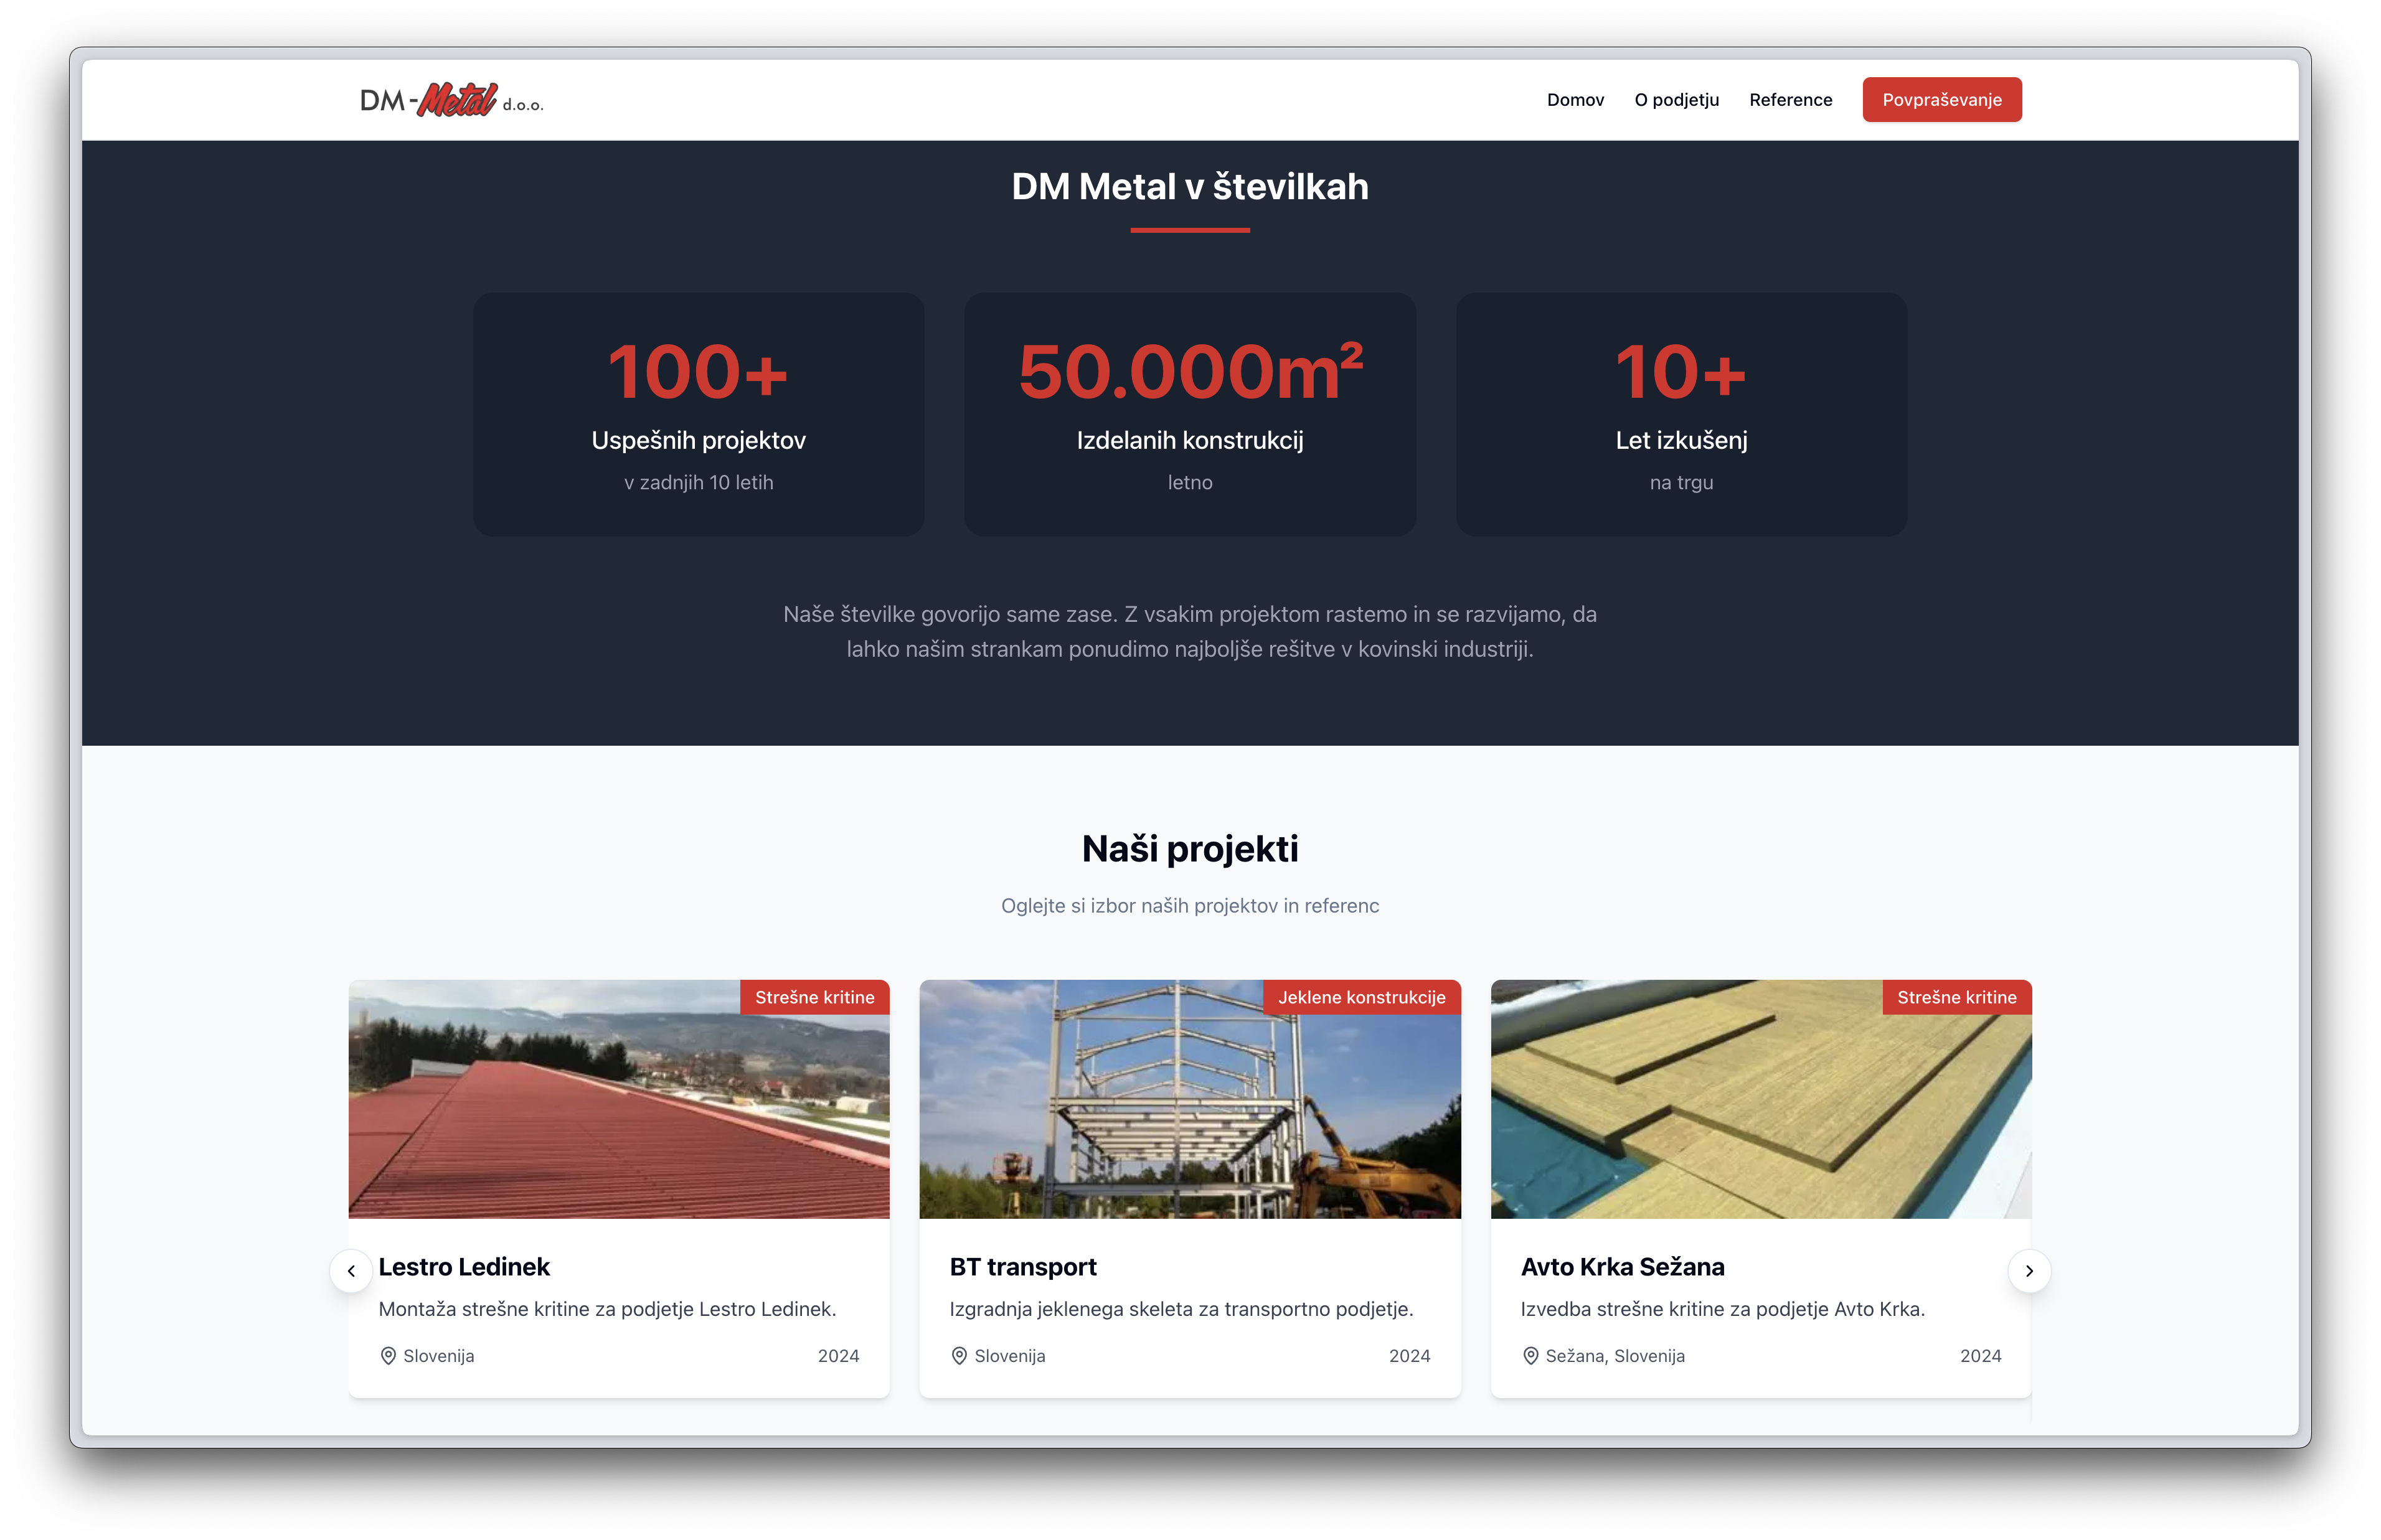 DM-Metal d.o.o.
Domov
O podjetju
Reference
Povpraševanje
DM Metal v številkah
100+
Uspešnih projektov
v zadnjih 10 letih
50.000m²
Izdelanih konstrukcij
letno
10+
Let izkušenj
na trgu
Naše številke govorijo same zase. Z vsakim projektom rastemo in se razvijamo, da
lahko našim strankam ponudimo najboljše rešitve v kovinski industriji.
Naši projekti
Oglejte si izbor naših projektov in referenc
Strešne kritine
Lestro Ledinek
Montaža strešne kritine za podjetje Lestro Ledinek.
Slovenija
2024
Jeklene konstrukcije
BT transport
Izgradnja jeklenega skeleta za transportno podjetje.
Slovenija
2024
Strešne kritine
Avto Krka Sežana
Izvedba strešne kritine za podjetje Avto Krka.
Sežana, Slovenija
2024